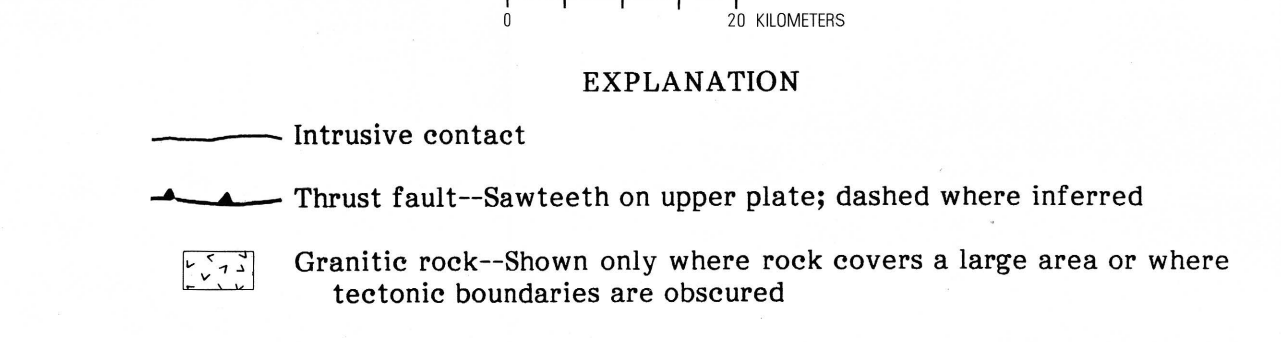 0 20 KILOMETERS
EXPLANATION
Intrusive contact
Thrust fault--Sawteeth on upper plate; dashed where inferred
Granitic rock--Shown only where rock covers a large area or where
tectonic boundaries are obscured